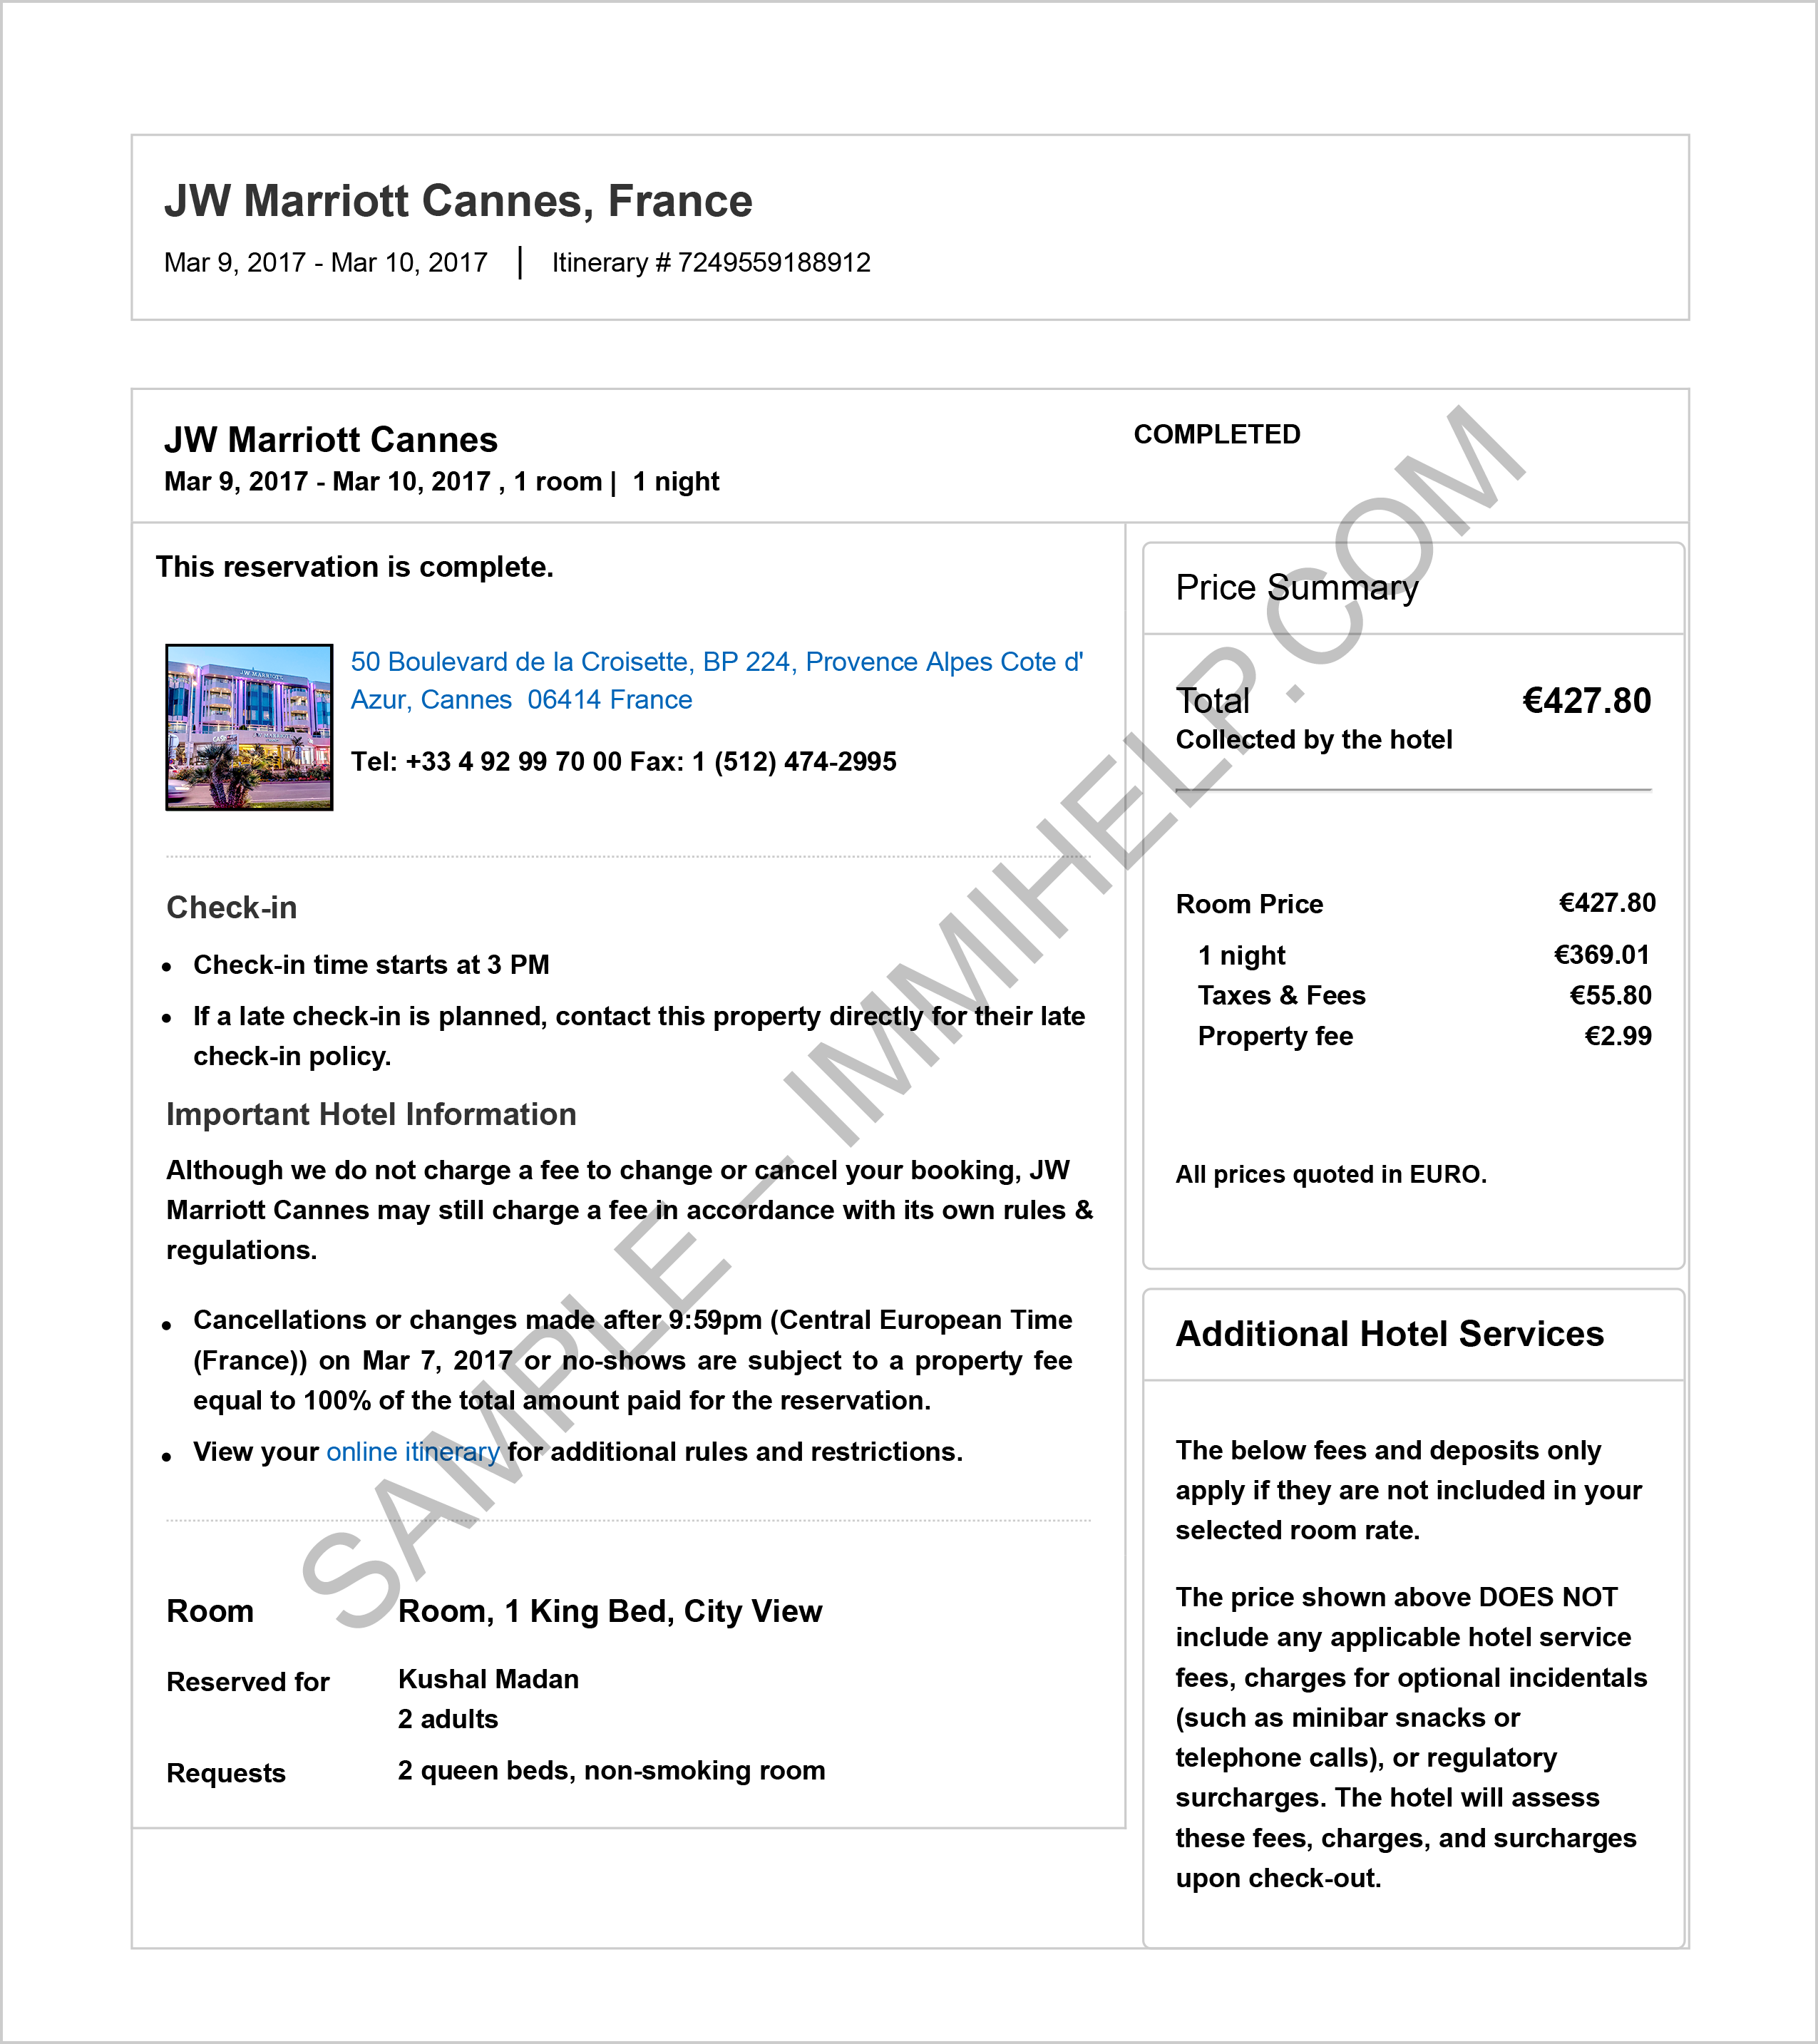 JW Marriott Cannes, France
Mar 9, 2017 - Mar 10, 2017 | Itinerary # 7249559188912
JW Marriott Cannes
Mar 9, 2017 - Mar 10, 2017 , 1 room | 1 night
COMPLETED
This reservation is complete.
JW MARRIOTT
50 Boulevard de la Croisette, BP 224, Provence Alpes Cote d'
Azur, Cannes 06414 France
Tel: +33 4 92 99 70 00 Fax: 1 (512) 474-2995
Check-in
• Check-in time starts at 3 PM
• If a late check-in is planned, contact this property directly for their late
check-in policy.
Important Hotel Information
Although we do not charge a fee to change or cancel your booking, JW
Marriott Cannes may still charge a fee in accordance with its own rules &
regulations.
• Cancellations or changes made after 9:59pm (Central European Time
(France)) on Mar 7, 2017 or no-shows are subject to a property fee
equal to 100% of the total amount paid for the reservation.
• View your online itinerary for additional rules and restrictions.
Room Room, 1 King Bed, City View
Reserved for Kushal Madan
2 adults
Requests 2 queen beds, non-smoking room
Price Summary
Total €427.80
Collected by the hotel
Room Price €427.80
1 night €369.01
Taxes & Fees €55.80
Property fee €2.99
All prices quoted in EURO.
Additional Hotel Services
The below fees and deposits only
apply if they are not included in your
selected room rate.
The price shown above DOES NOT
include any applicable hotel service
fees, charges for optional incidentals
(such as minibar snacks or
telephone calls), or regulatory
surcharges. The hotel will assess
these fees, charges, and surcharges
upon check-out.
SAMPLE – IMMIHELP.COM